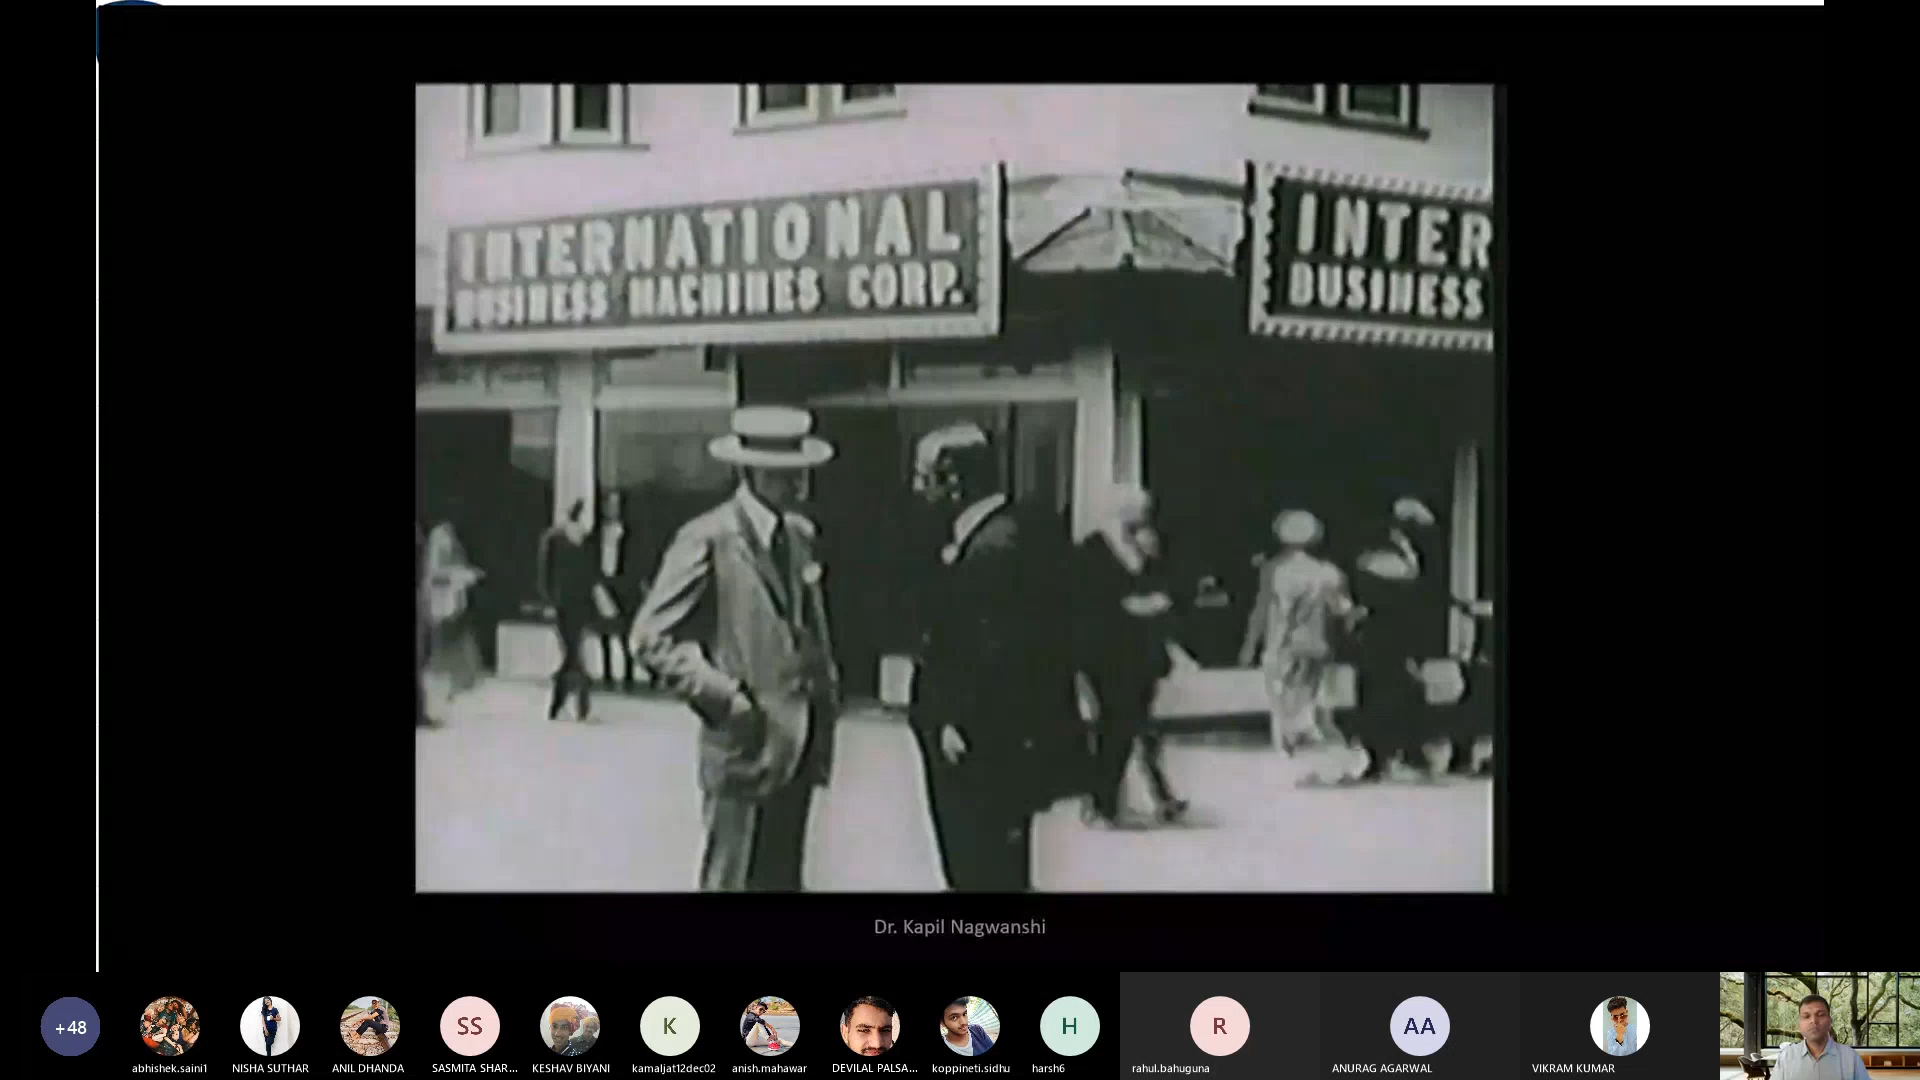 INTERNATIONAL
BUSINESS MACHINES CORP.
INTER
BUSINESS
Dr. Kapil Nagwanshi
+48
abhishek.saini1
NISHA SUTHAR
ANIL DHANDA
SS
SASMITA SHAR...
KESHAV BIYANI
K
kamaljat12dec02
anish.mahawar
DEVILAL PALSA...
koppineti.sidhu
H
harsh6
R
rahul.bahuguna
AA
ANURAG AGARWAL
VIKRAM KUMAR